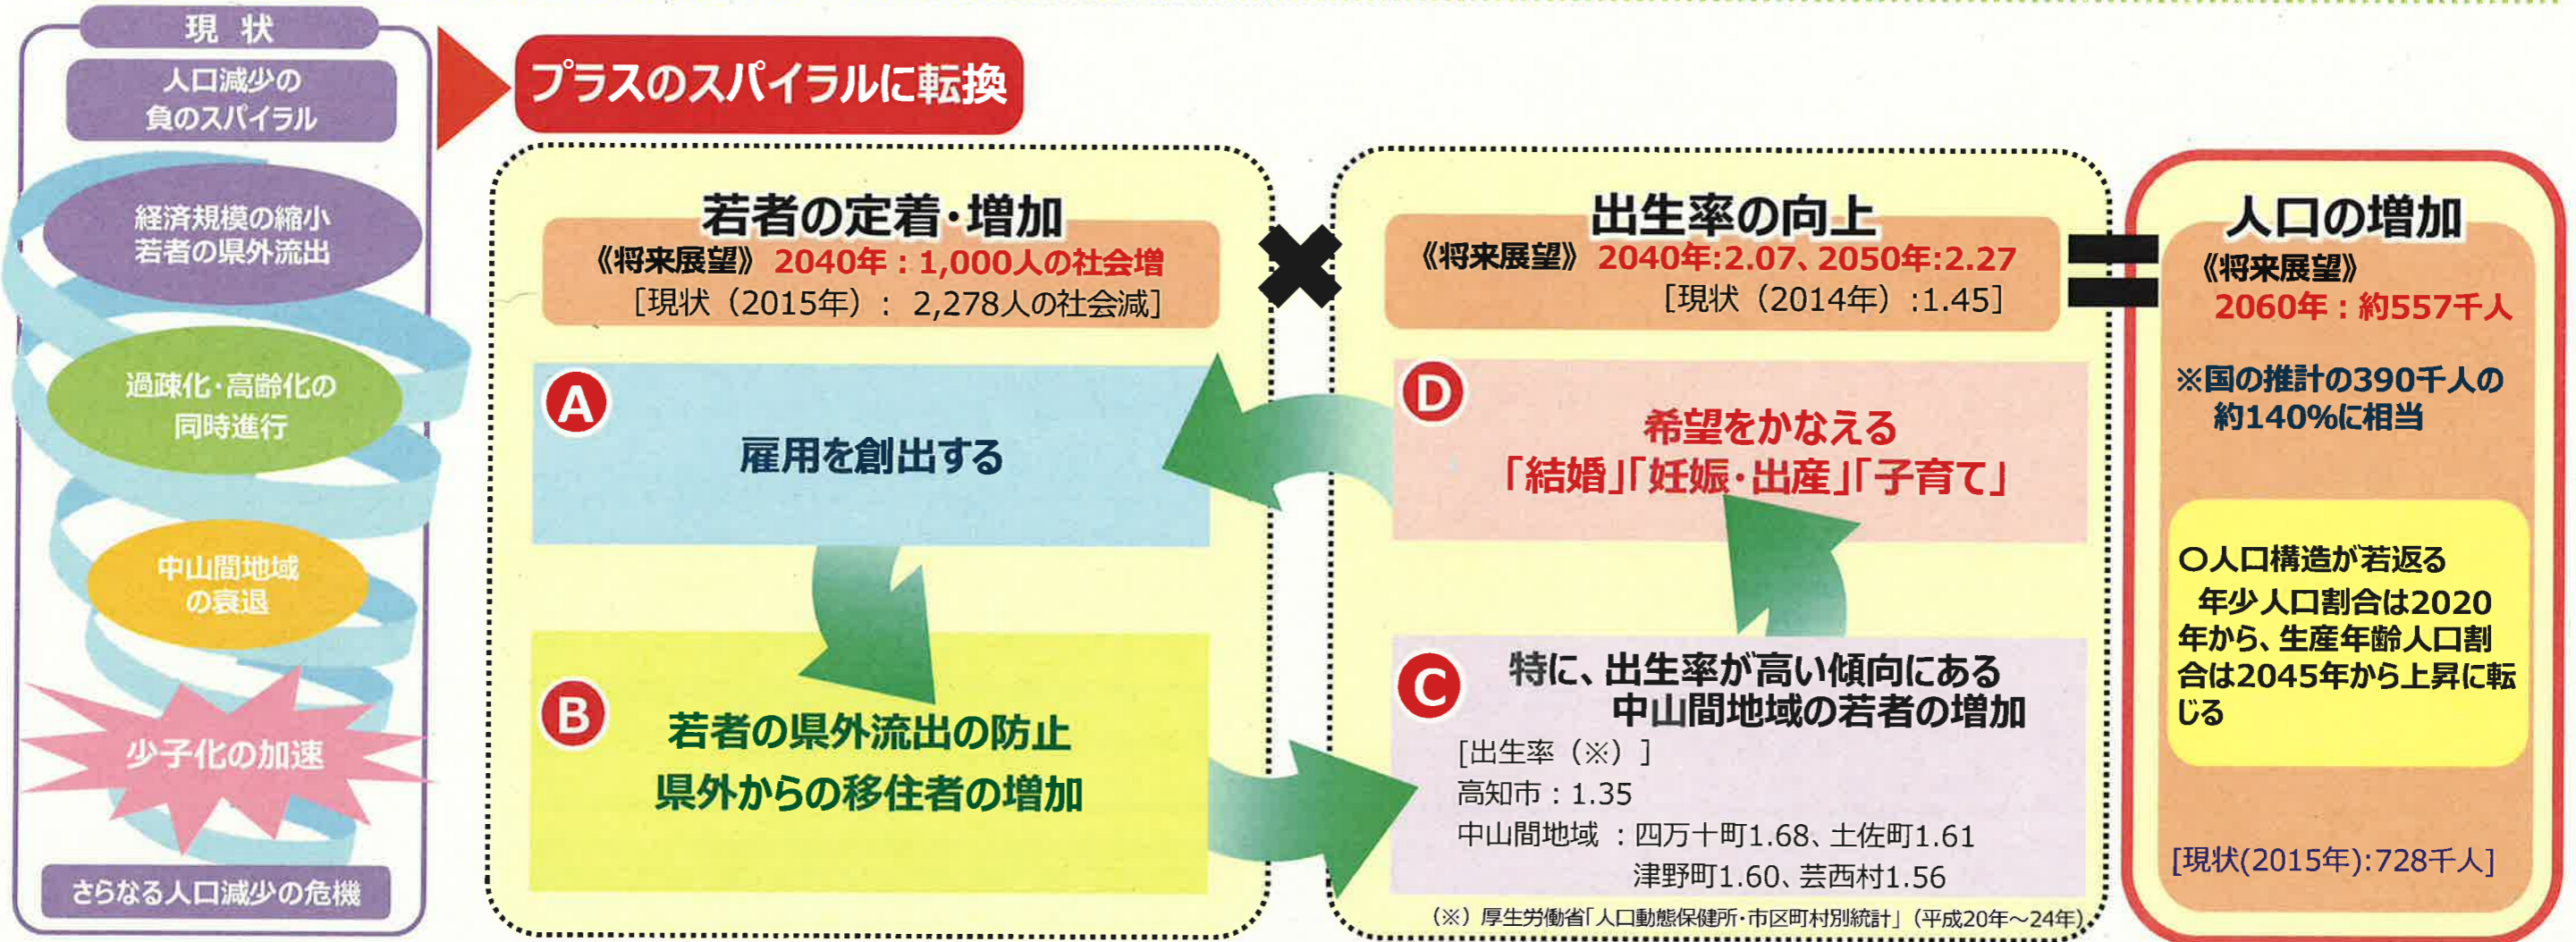 現 状
人口減少の
負のスパイラル
経済規模の縮小
若者の県外流出
過疎化・高齢化の
同時進行
中山間地域
の衰退
少子化の加速
さらなる人口減少の危機
プラスのスパイラルに転換
若者の定着・増加
《将来展望》 2040年：1,000人の社会増
[現状（2015年）： 2,278人の社会減]
A
雇用を創出する
B
若者の県外流出の防止
県外からの移住者の増加
×
出生率の向上
《将来展望》 2040年:2.07、2050年:2.27
[現状（2014年）:1.45]
D
希望をかなえる
「結婚」「妊娠・出産」「子育て」
C
特に、出生率が高い傾向にある
中山間地域の若者の増加
[出生率（※）]
高知市：1.35
中山間地域 ：四万十町1.68、土佐町1.61
津野町1.60、芸西村1.56
（※）厚生労働省「人口動態保健所・市区町村別統計」（平成20年～24年）
=
人口の増加
《将来展望》
2060年：約557千人
※国の推計の390千人の
約140%に相当
〇人口構造が若返る
年少人口割合は2020
年から、生産年齢人口割
合は2045年から上昇に転
じる
[現状(2015年):728千人]